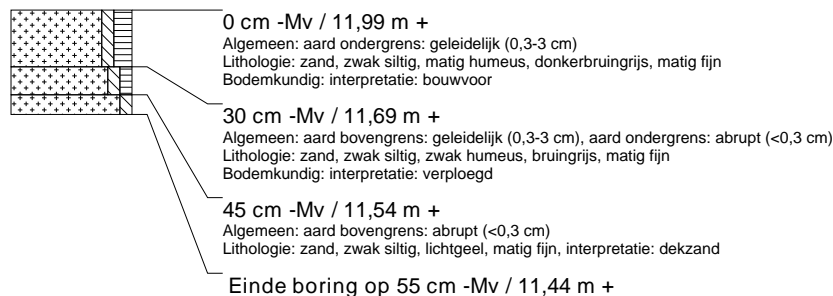 0 cm -Mv / 11,99 m +
Algemeen: aard ondergrens: geleidelijk (0,3-3 cm)
Lithologie: zand, zwak siltig, matig humeus, donkerbruingrijs, matig fijn
Bodemkundig: interpretatie: bouwvoor
30 cm -Mv / 11,69 m +
Algemeen: aard bovengrens: geleidelijk (0,3-3 cm), aard ondergrens: abrupt (<0,3 cm)
Lithologie: zand, zwak siltig, zwak humeus, bruingrijs, matig fijn
Bodemkundig: interpretatie: verploegd
45 cm -Mv / 11,54 m +
Algemeen: aard bovengrens: abrupt (<0,3 cm)
Lithologie: zand, zwak siltig, lichtgeel, matig fijn, interpretatie: dekzand
Einde boring op 55 cm -Mv / 11,44 m +